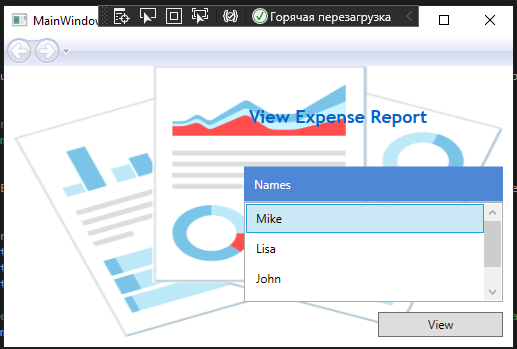 MainWindow
Горячая перезагрузка
View Expense Report
Names
Mike
Lisa
John
View